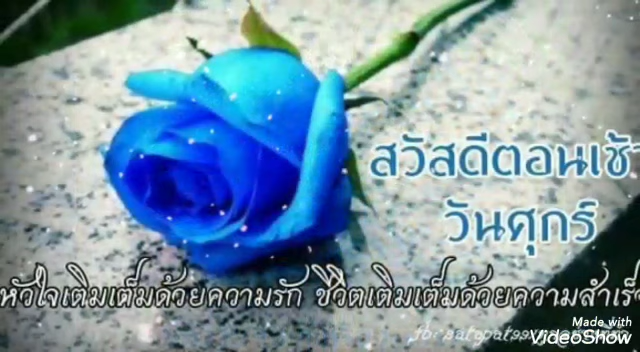 สวัสดีตอนเช้า
วันศุกร์
หัวใจเติมเต็มด้วยความรัก ชีวิตเติมเต็มด้วยความสำเร็จ
Made with
VideoShow